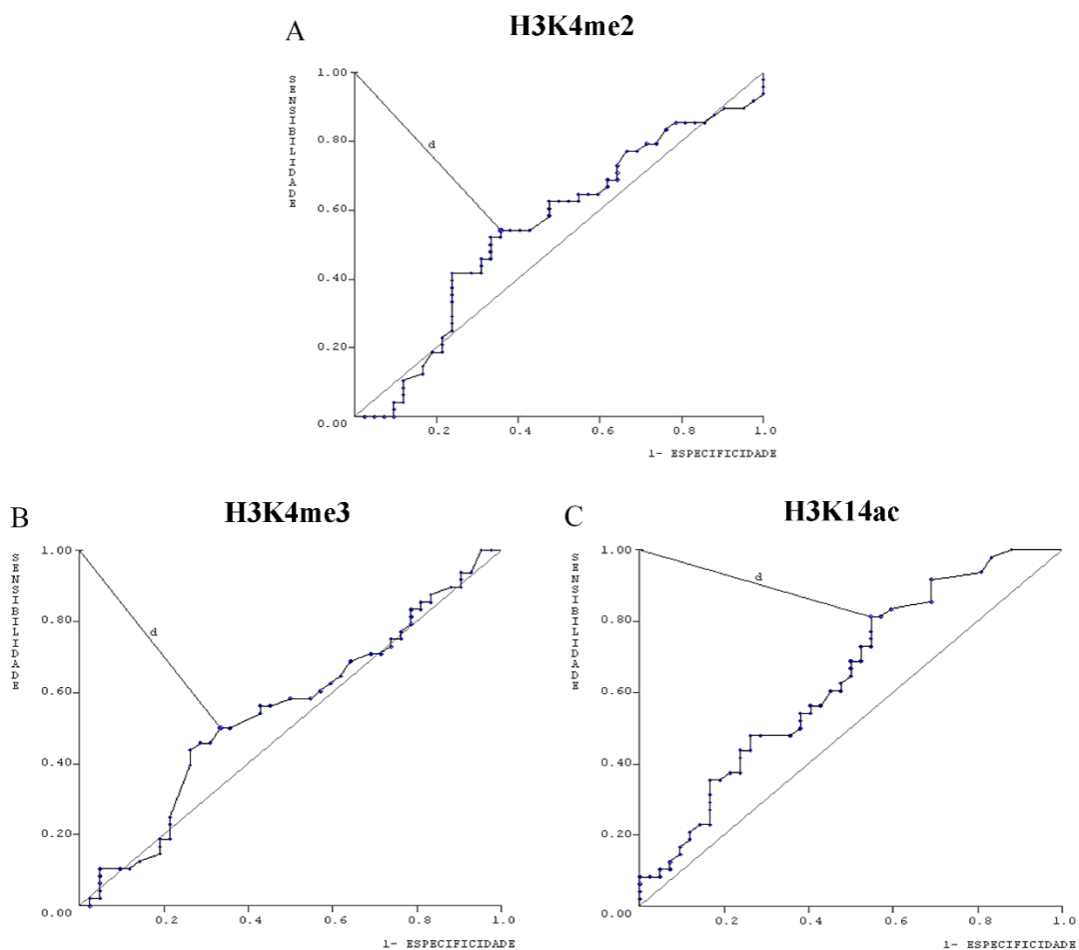 A
H3K4me2
SENSIBILIDADE
1.00
0.80
0.60
0.40
0.20
0.00
d
0.2 0.4 0.6 0.8 1.0
1- ESPECIFICIDADE
B
H3K4me3
SENSIBILIDADE
1.00
0.80
0.60
0.40
0.20
0.00
d
0.2 0.4 0.6 0.8 1.0
1- ESPECIFICIDADE
C
H3K14ac
SENSIBILIDADE
1.00
0.80
0.60
0.40
0.20
0.00
d
0.2 0.4 0.6 0.8 1.0
1- ESPECIFICIDADE